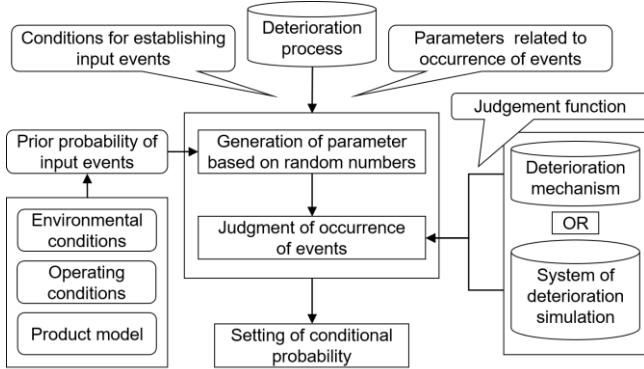 Conditions for establishing
input events
Deterioration
process
Parameters related to
occurrence of events
Judgement function
Prior probability of
input events
Generation of parameter
based on random numbers
Deterioration
mechanism
OR
Environmental
conditions
Judgment of occurrence
of events
Operating
conditions
System of
deterioration
simulation
Product model
Setting of conditional
probability